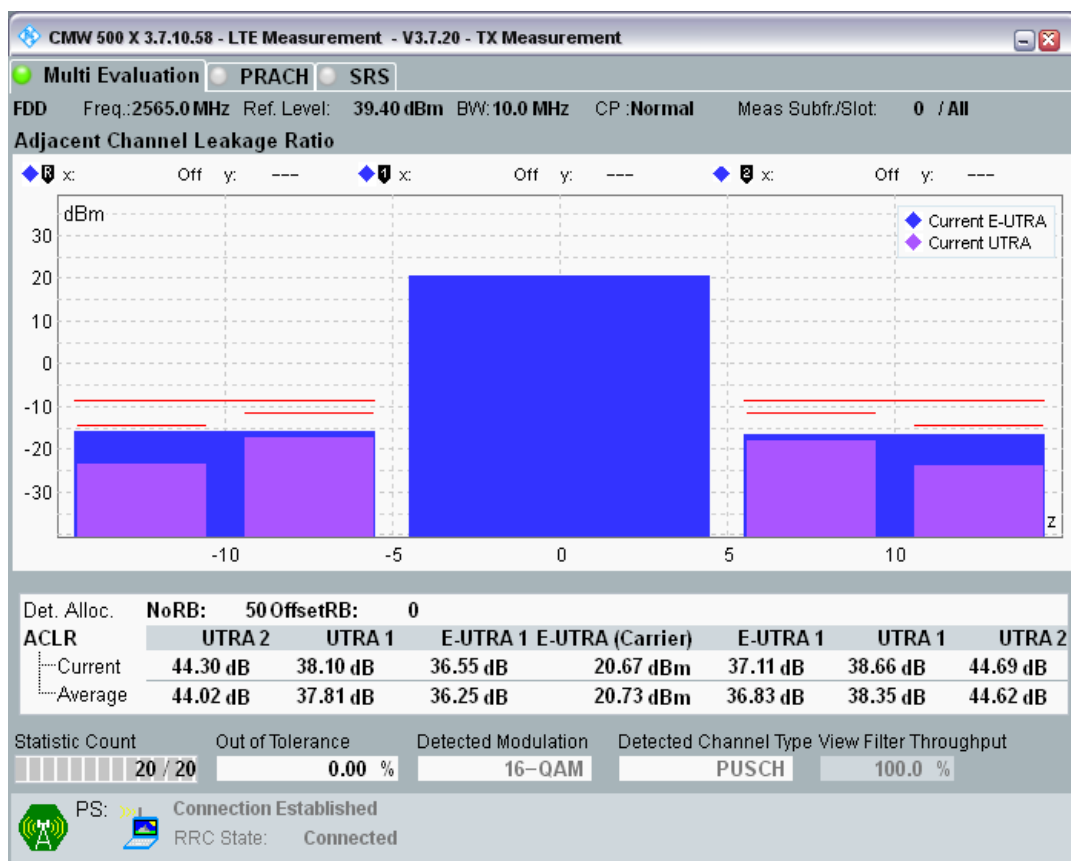 CMW 500 X 3.7.10.58 - LTE Measurement - V3.7.20 - TX Measurement
Multi Evaluation PRACH SRS
FDD Freq.:2565.0 MHz Ref. Level: 39.40 dBm BW: 10.0 MHz CP :Normal Meas Subfr./Slot: 0 / All
Adjacent Channel Leakage Ratio
R x: Off y: --- 1 x: Off y: --- 2 x: Off y: ---
dBm
Current E-UTRA
Current UTRA
30
20
10
0
-10
-20
-30
z
-10 -5 0 5 10
Det. Alloc. NoRB: 50 OffsetRB: 0
ACLR UTRA 2 UTRA 1 E-UTRA 1 E-UTRA (Carrier) E-UTRA 1 UTRA 1 UTRA 2
Current 44.30 dB 38.10 dB 36.55 dB 20.67 dBm 37.11 dB 38.66 dB 44.69 dB
Average 44.02 dB 37.81 dB 36.25 dB 20.73 dBm 36.83 dB 38.35 dB 44.62 dB
Statistic Count Out of Tolerance Detected Modulation Detected Channel Type View Filter Throughput
20 / 20 0.00 % 16-QAM PUSCH 100.0 %
PS: Connection Established
RRC State: Connected